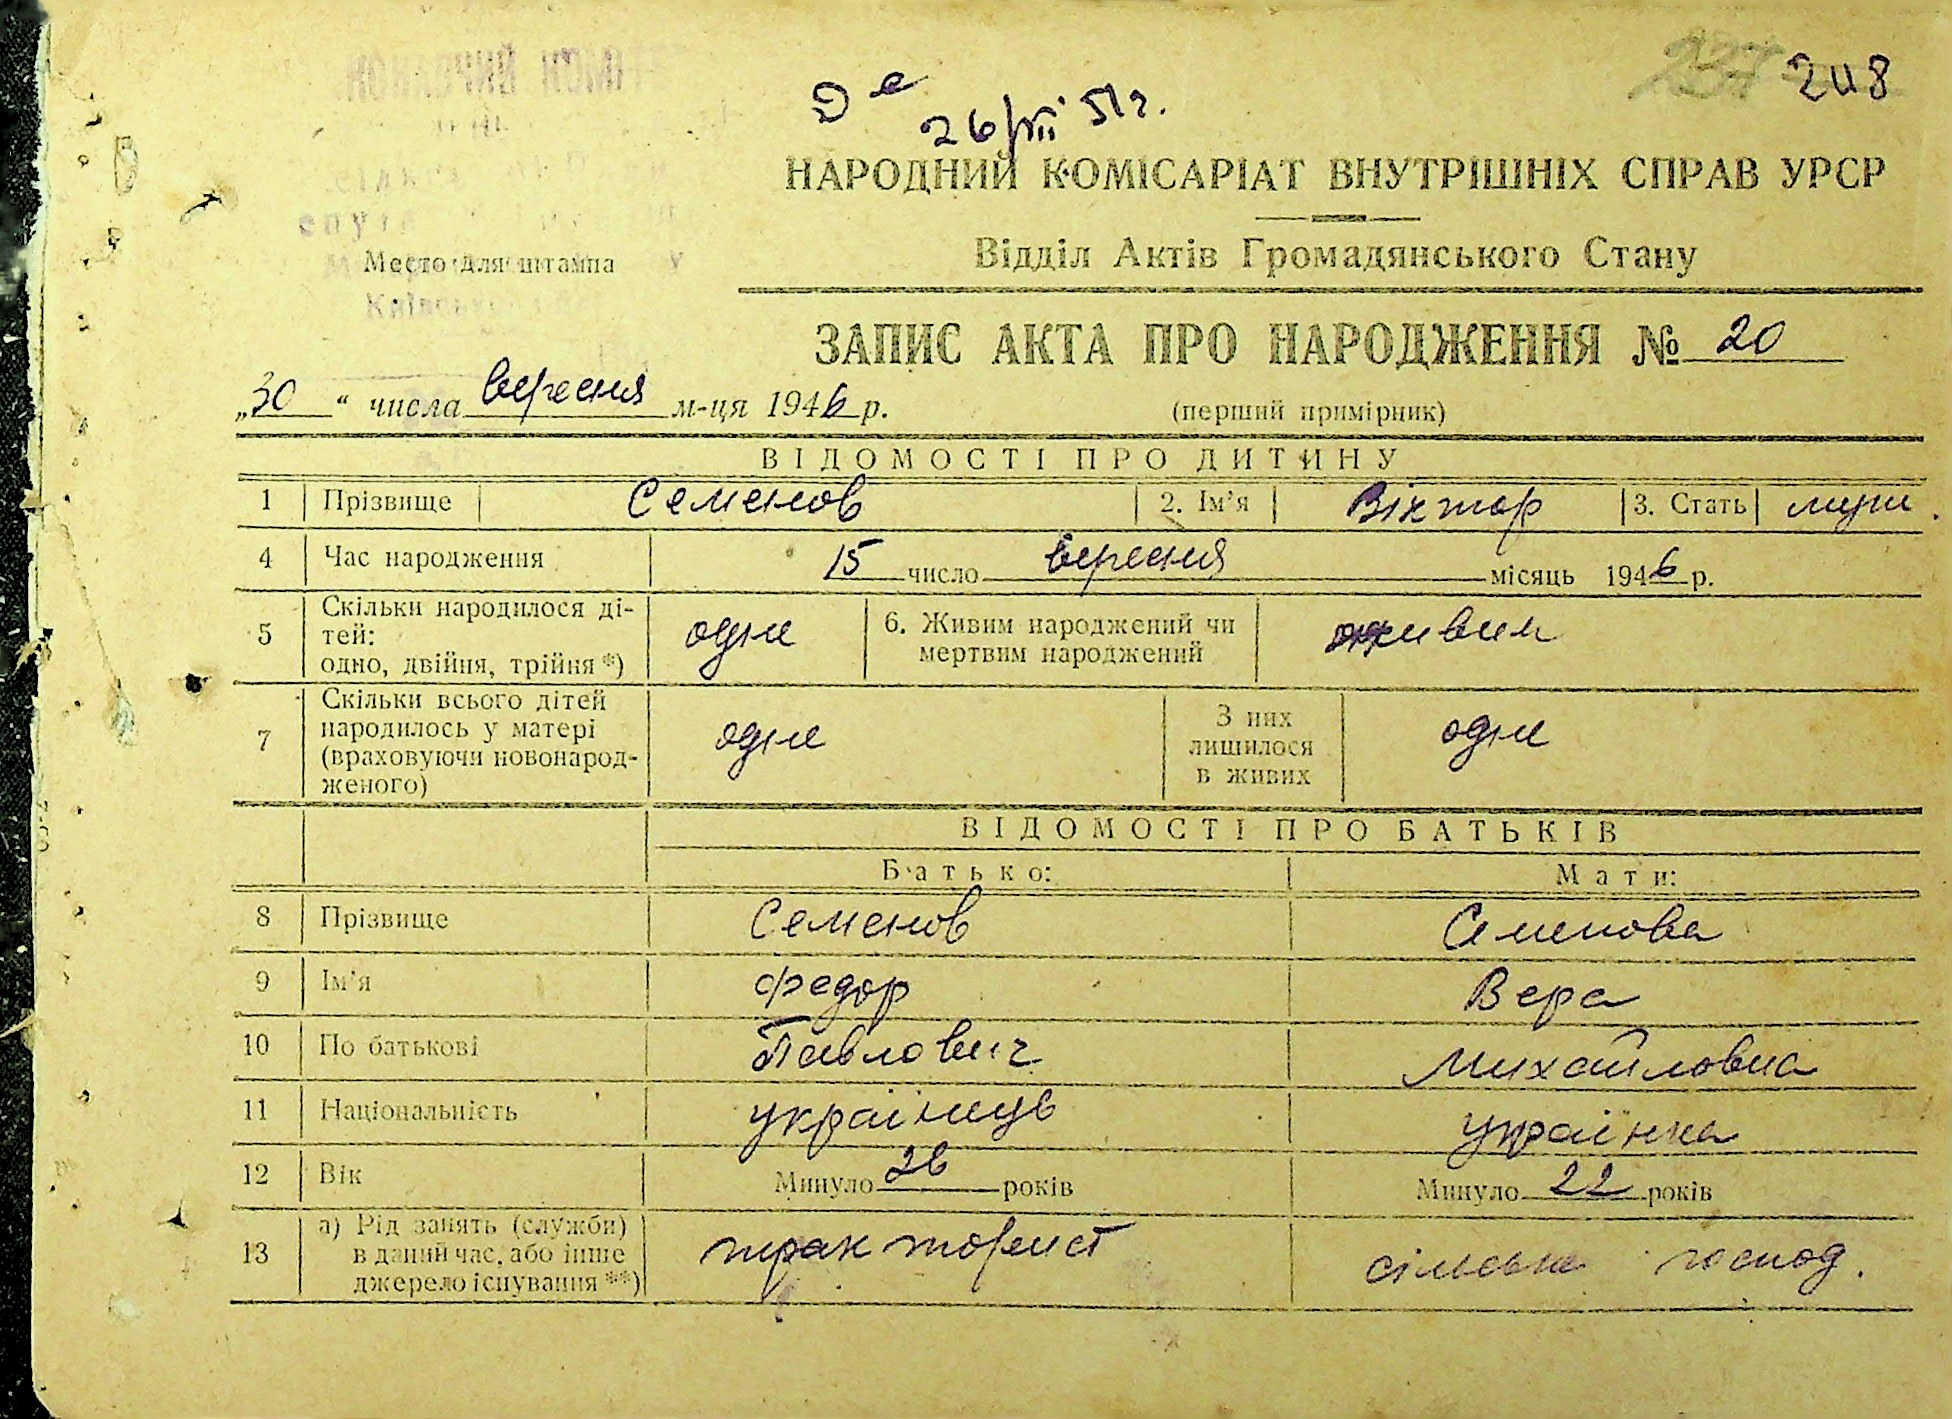 26/VII 51 г.
237 248
НАРОДНИЙ КОМІСАРІАТ ВНУТРІШНІХ СПРАВ УРСР
Место для штампа
Відділ Актів Громадянського Стану
ЗАПИС АКТА ПРО НАРОДЖЕННЯ № 20
„30“ числа вересня м-ця 1946 р.
(перший примірник)
ВІДОМОСТІ ПРО ДИТИНУ
1 Прізвище Семенов 2. Ім'я Віктор 3. Стать муж.
4 Час народження 15 число вересня місяць 1946 р.
5 Скільки народилося ді-
тей:
одно, двійня, трійня *) одне 6. Живим народжений чи
мертвим народжений живим
7 Скільки всього дітей
народилось у матері
(враховуючи новонарод-
женого) одне З них
лишилося
в живих одне
ВІДОМОСТІ ПРО БАТЬКІВ
Батько: Мати:
8 Прізвище Семенов Семенова
9 Ім'я Федор Вера
10 По батькові Павлович Михайловна
11 Національність українець українка
12 Вік Минуло 26 років Минуло 22 років
13 а) Рід занять (служби)
в даний час, або інше
джерело існування **) тракторист сільське господ.